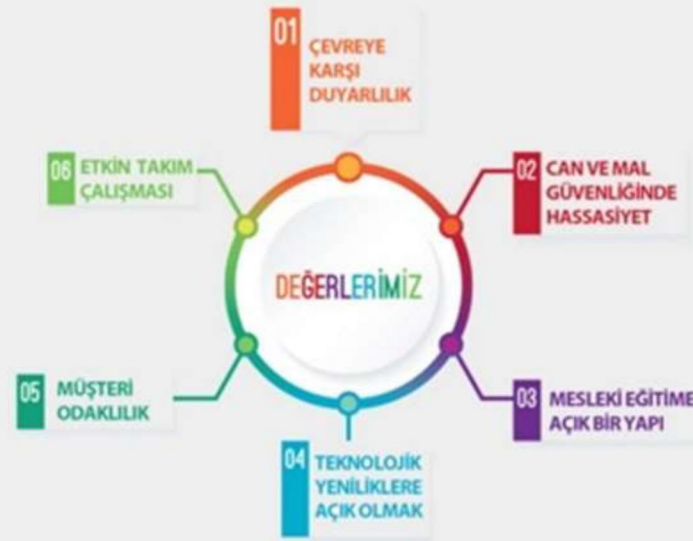 01
ÇEVREYE
KARŞI
DUYARLILIK
02
CAN VE MAL
GÜVENLİĞİNDE
HASSASİYET
03
MESLEKİ EĞİTİME
AÇIK BİR YAPI
04
TEKNOLOJİK
YENİLİKLERE
AÇIK OLMAK
05
MÜŞTERİ
ODAKLILIK
06
ETKİN TAKIM
ÇALIŞMASI
DEĞERLERİMİZ